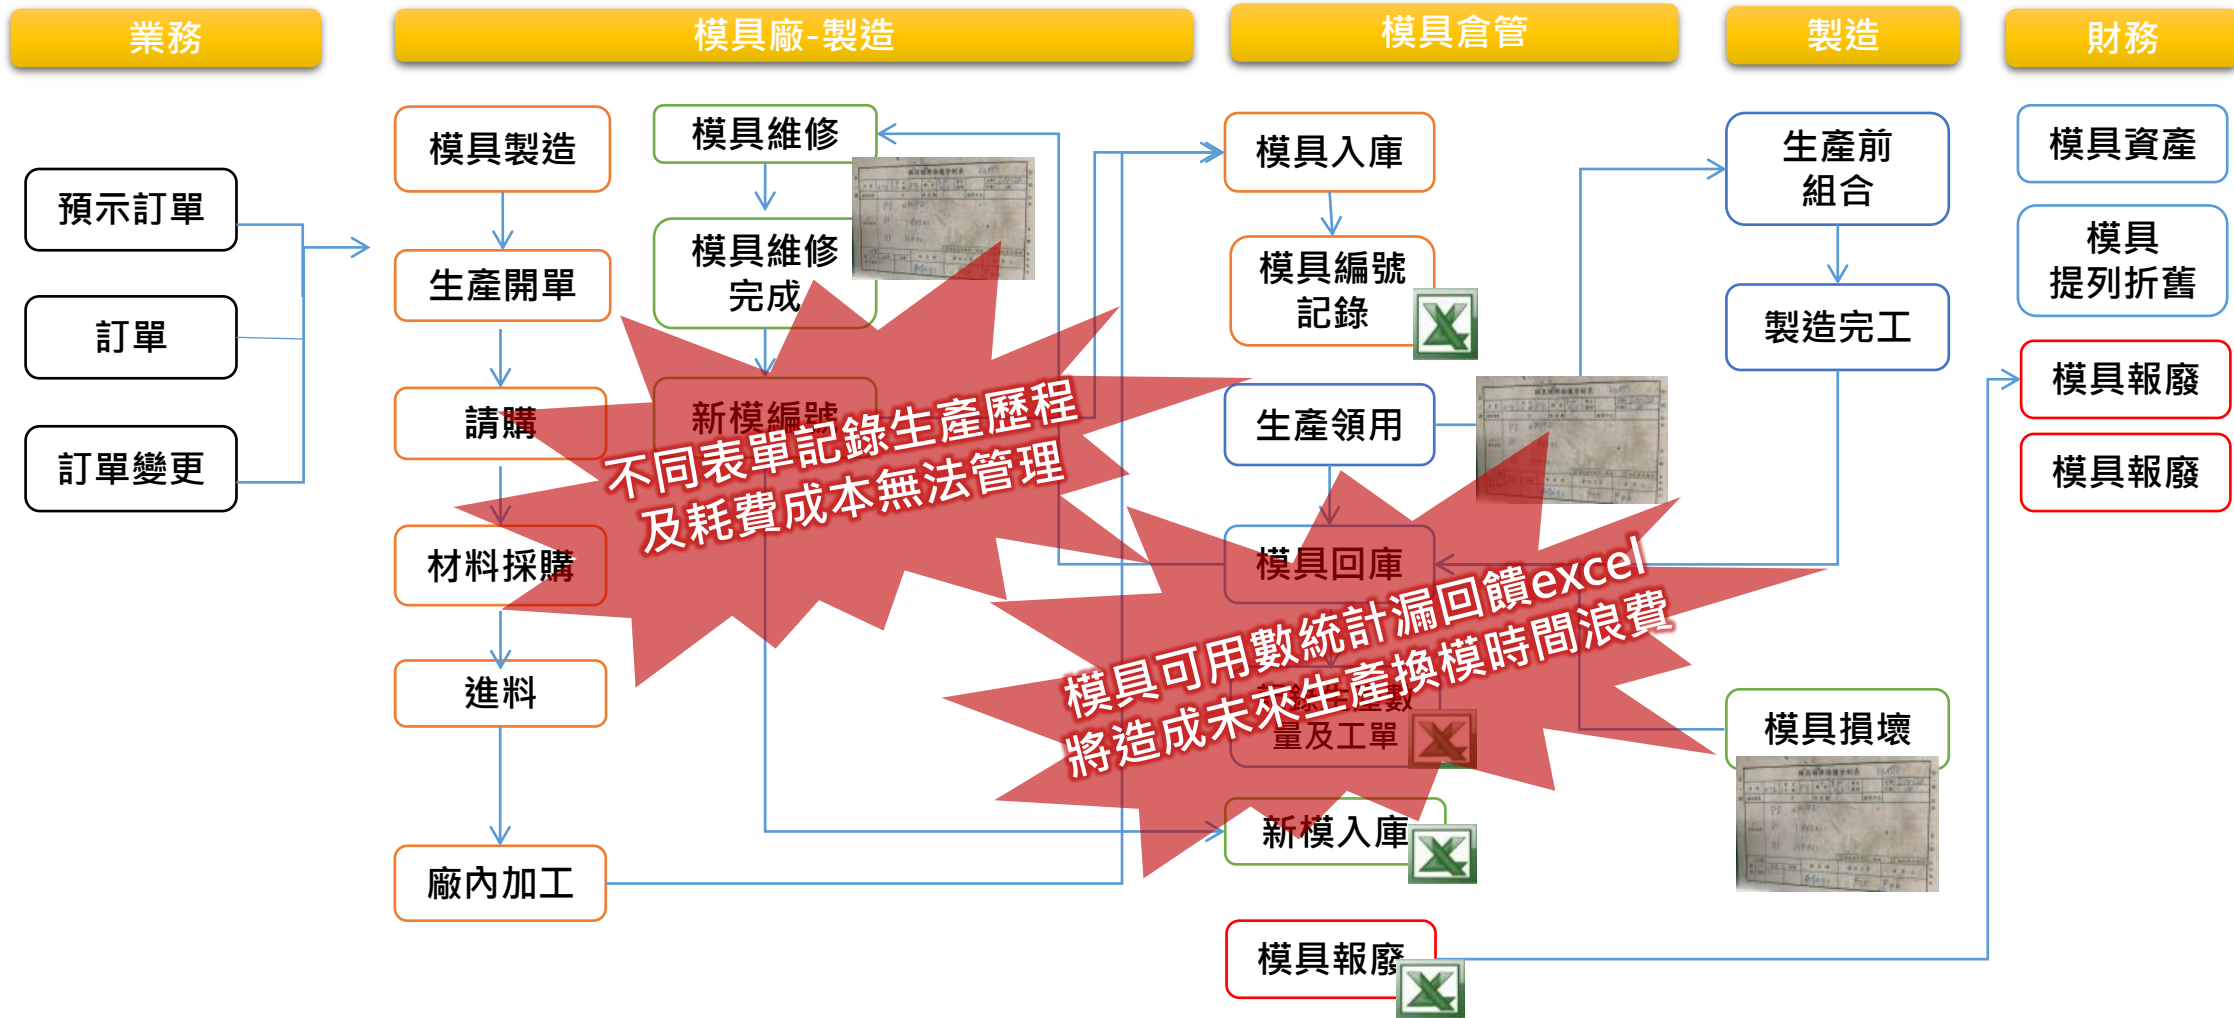 業務
模具廠-製造
模具倉管
製造
財務
預示訂單
訂單
訂單變更
模具製造
生產開單
請購
材料採購
進料
廠內加工
模具維修
模具維修
完成
新模編號
模具入庫
模具編號
記錄
生產領用
模具回庫
量及工單
新模入庫
模具報廢
生產前
組合
製造完工
模具損壞
模具資產
模具
提列折舊
模具報廢
模具報廢
不同表單記錄生產歷程
及耗費成本無法管理
模具可用數統計漏回饋excel
將造成未來生產換模時間浪費